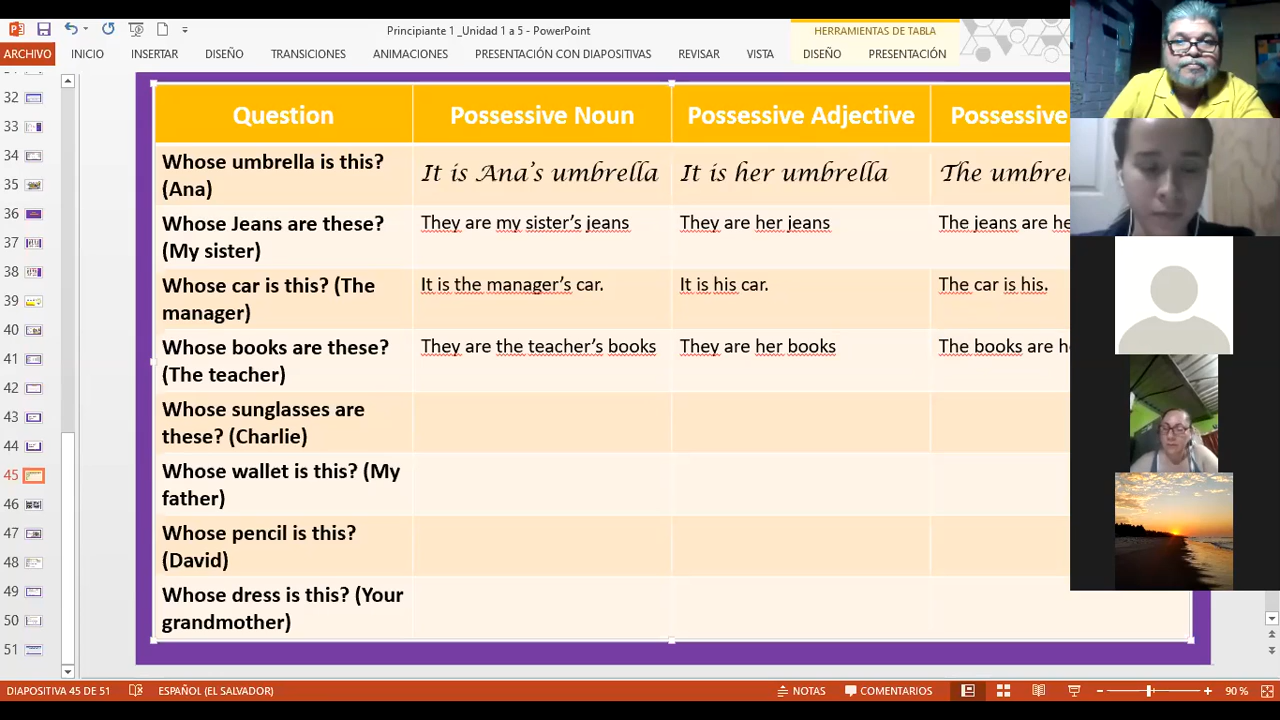 Principiante 1 _Unidad 1 a 5 - PowerPoint
HERRAMIENTAS DE TABLA
ARCHIVO INICIO INSERTAR DISEÑO TRANSICIONES ANIMACIONES PRESENTACIÓN CON DIAPOSITIVAS REVISAR VISTA DISEÑO PRESENTACIÓN
Question Possessive Noun Possessive Adjective Possessive
Whose umbrella is this? (Ana) It is Ana's umbrella It is her umbrella The
Whose Jeans are these? (My sister) They are my sister's jeans They are her jeans The jeans are
Whose car is this? (The manager) It is the manager's car. It is his car. The car is his.
Whose books are these? (The teacher) They are the teacher's books They are her books The books are
Whose sunglasses are these? (Charlie)
Whose wallet is this? (My father)
Whose pencil is this? (David)
Whose dress is this? (Your grandmother)
32
33
34
35
36
37
38
39
40
41
42
43
44
45
46
47
48
49
50
51
DIAPOSITIVA 45 DE 51 ESPAÑOL (EL SALVADOR) NOTAS COMENTARIOS 90 %